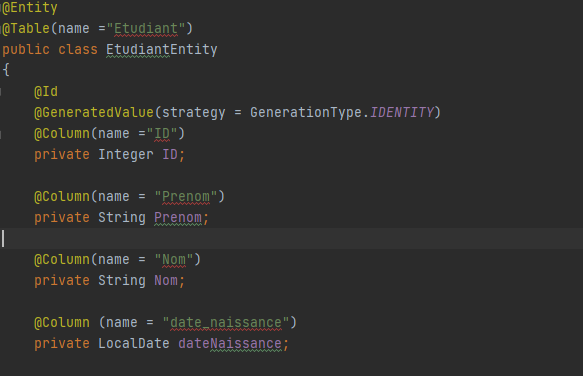 @Entity
@Table(name ="Etudiant")
public class EtudiantEntity
{
@Id
@GeneratedValue(strategy = GenerationType.IDENTITY)
@Column(name ="ID")
private Integer ID;
@Column(name = "Prenom")
private String Prenom;
@Column(name = "Nom")
private String Nom;
@Column (name = "date_naissance")
private LocalDate dateNaissance;